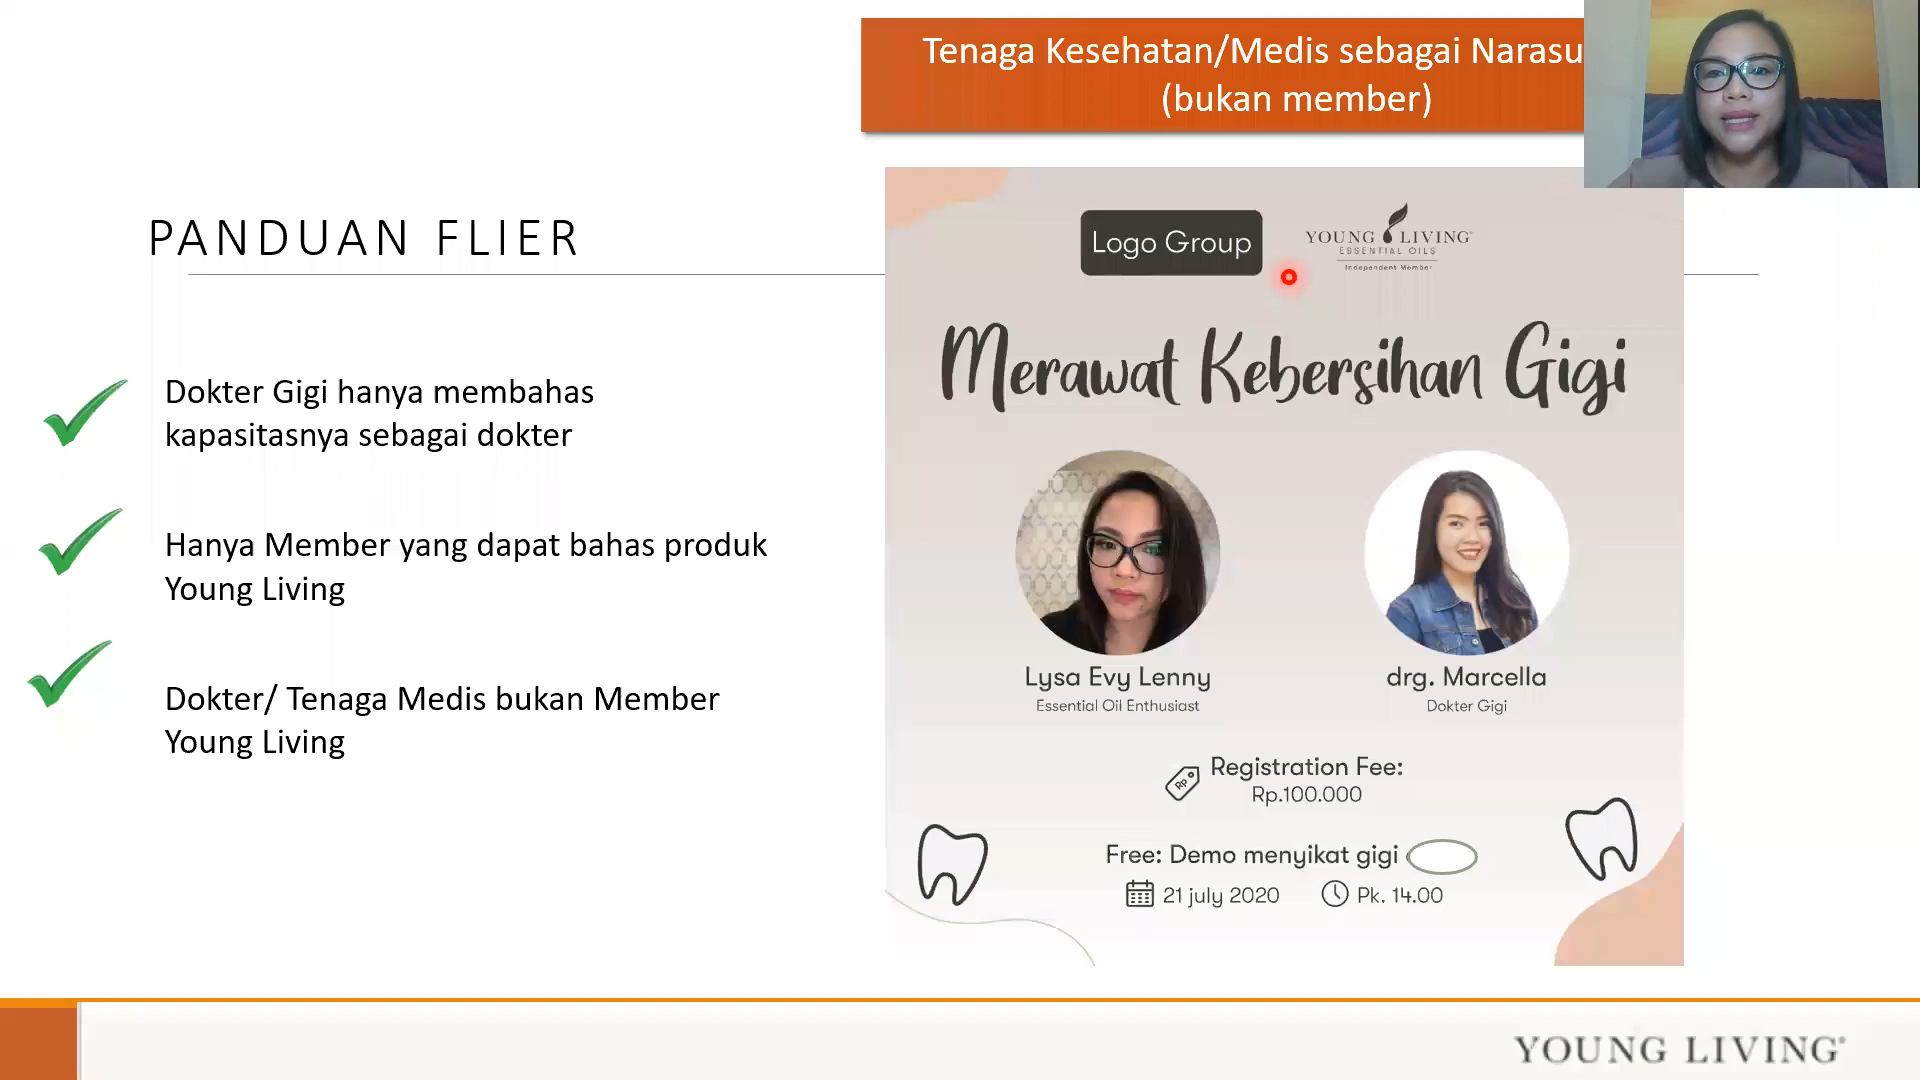 Tenaga Kesehatan/Medis sebagai
(bukan member)
PANDUAN FLIER
Dokter Gigi hanya membahas
kapasitasnya sebagai dokter
Hanya Member yang dapat bahas produk
Young Living
Dokter/ Tenaga Medis bukan Member
Young Living
Logo Group
YOUNG LIVING
ESSENTIAL OILS
Independent Member
Merawat Kebersihan Gigi
Lysa Evy Lenny
Essential Oil Enthusiast
drg. Marcella
Dokter Gigi
Registration Fee:
Rp
Rp.100.000
Free: Demo menyikat gigi
21 july 2020
Pk. 14.00
YOUNG LIVING®